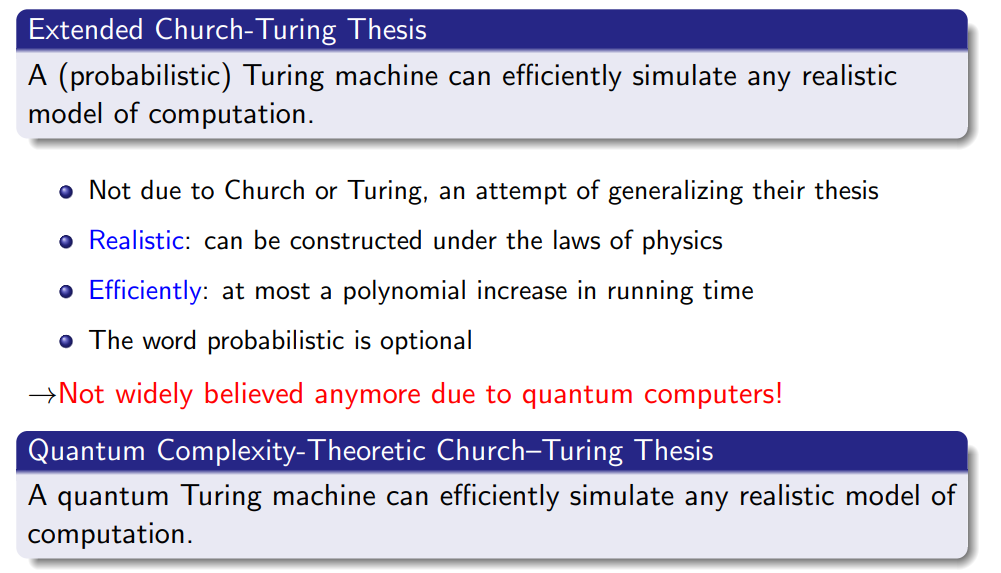 Extended Church-Turing Thesis
A (probabilistic) Turing machine can efficiently simulate any realistic
model of computation.
Not due to Church or Turing, an attempt of generalizing their thesis
Realistic: can be constructed under the laws of physics
Efficiently: at most a polynomial increase in running time
The word probabilistic is optional
→Not widely believed anymore due to quantum computers!
Quantum Complexity-Theoretic Church–Turing Thesis
A quantum Turing machine can efficiently simulate any realistic model of
computation.